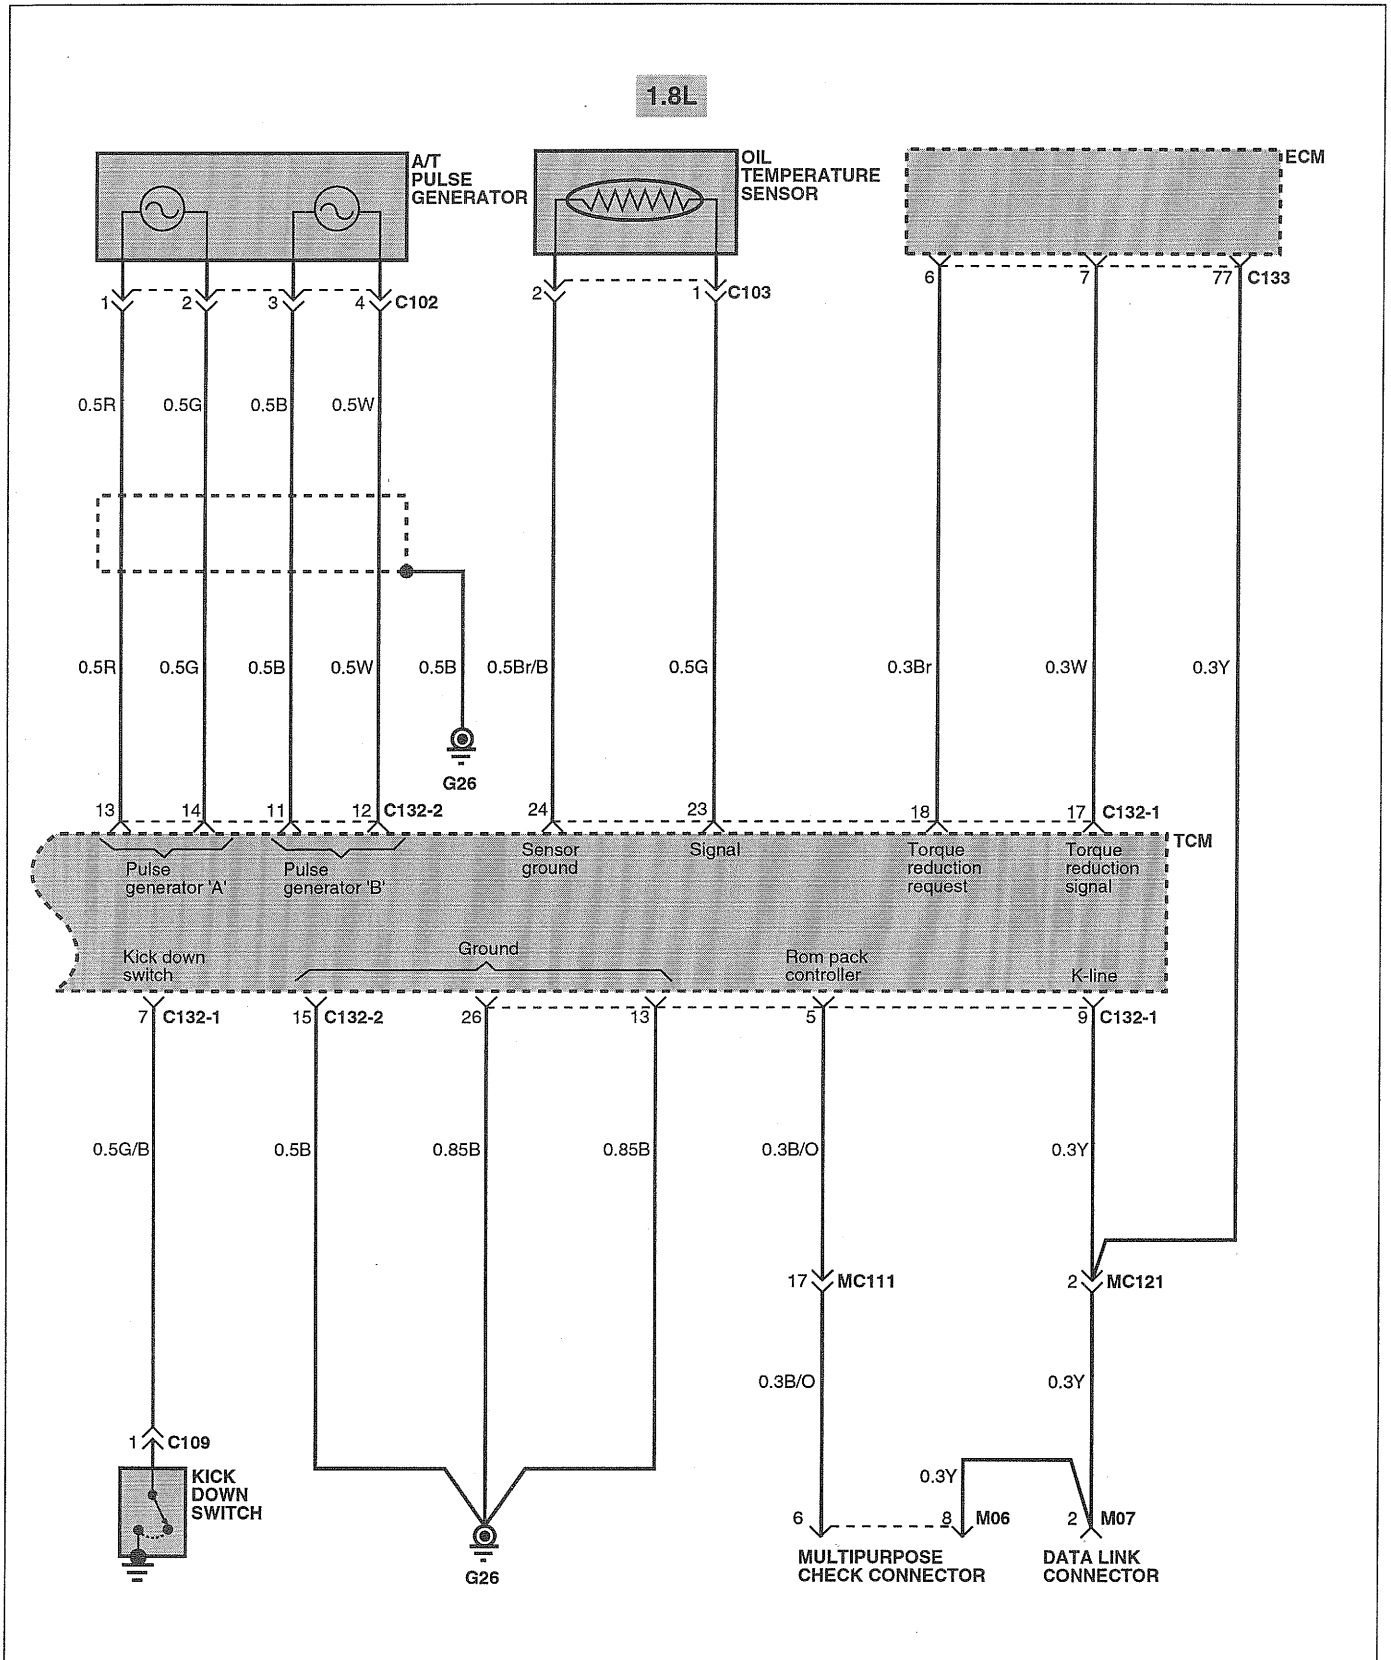 1.8L
A/T
PULSE
GENERATOR
OIL
TEMPERATURE
SENSOR
ECM
1 2 3 4 C102
2 1 C103
6 7 77 C133
0.5R 0.5G 0.5B 0.5W
0.5R 0.5G 0.5B 0.5W 0.5B 0.5Br/B 0.5G 0.3Br 0.3W 0.3Y
G26
13 14 11 12 C132-2 24 23 18 17 C132-1
TCM
Pulse
generator 'A'
Pulse
generator 'B'
Sensor
ground
Signal
Torque
reduction
request
Torque
reduction
signal
Kick down
switch
Ground
Rom pack
controller
K-line
7 C132-1 15 C132-2 26 13 5 9 C132-1
0.5G/B 0.5B 0.85B 0.85B 0.3B/O 0.3Y
17 MC111 2 MC121
0.3B/O 0.3Y
1 C109
KICK
DOWN
SWITCH
0.3Y
6 8 M06 2 M07
G26
MULTIPURPOSE
CHECK CONNECTOR
DATA LINK
CONNECTOR